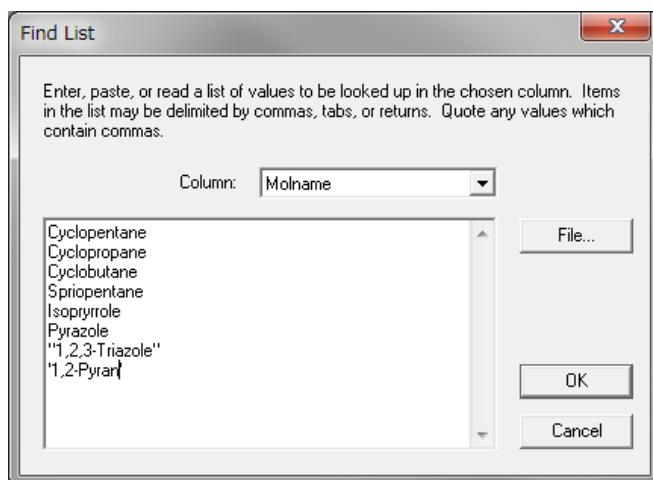 Find List
Enter, paste, or read a list of values to be looked up in the chosen column. Items
in the list may be delimited by commas, tabs, or returns. Quote any values which
contain commas.
Column: Molname
Cyclopentane
Cyclopropane
Cyclobutane
Spriopentane
Isopryrrole
Pyrazole
"1,2,3-Triazole"
'1,2-Pyran'
File...
OK
Cancel